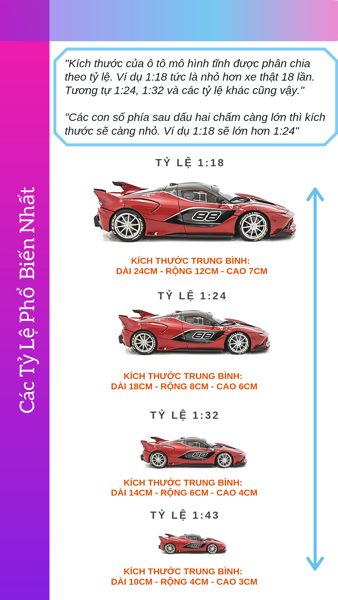 Các Tỷ Lệ Phổ Biến Nhất
"Kích thước của ô tô mô hình tĩnh được phân chia
theo tỷ lệ. Ví dụ 1:18 tức là nhỏ hơn xe thật 18 lần.
Tương tự 1:24, 1:32 và các tỷ lệ khác cũng vậy."
"Các con số phía sau dấu hai chấm càng lớn thì kích
thước sẽ càng nhỏ. Ví dụ 1:18 sẽ lớn hơn 1:24"
TỶ LỆ 1:18
88
KÍCH THƯỚC TRUNG BÌNH:
DÀI 24CM - RỘNG 12CM - CAO 7CM
TỶ LỆ 1:24
88
KÍCH THƯỚC TRUNG BÌNH:
DÀI 18CM - RỘNG 8CM - CAO 6CM
TỶ LỆ 1:32
88
KÍCH THƯỚC TRUNG BÌNH:
DÀI 14CM - RỘNG 6CM - CAO 4CM
TỶ LỆ 1:43
88
KÍCH THƯỚC TRUNG BÌNH:
DÀI 10CM - RỘNG 4CM - CAO 3CM